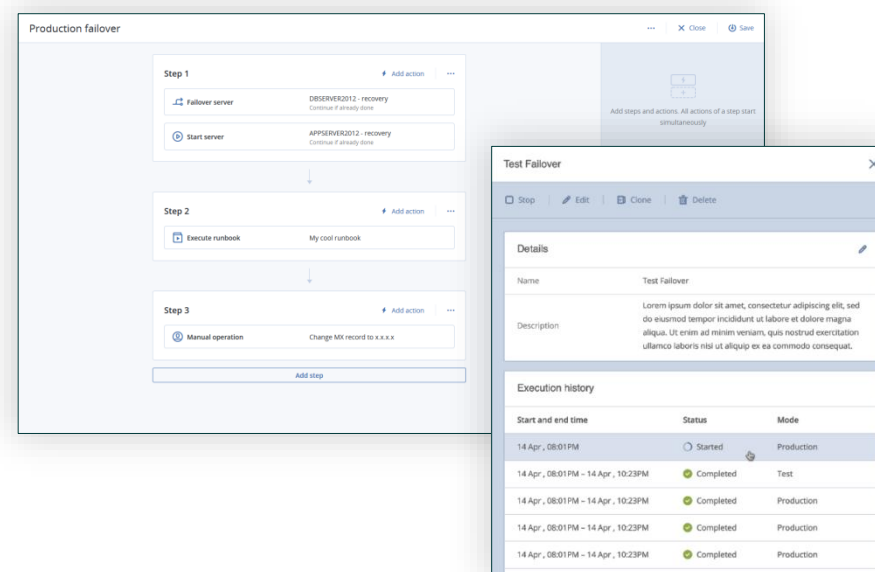 Production failover
··· Close Save
Step 1 Add action ···
Failover server DBSERVER2012 - recovery
Continue if already done
Start server APPSERVER2012 - recovery
Continue if already done
Add steps and actions. All actions of a step start
simultaneously
Step 2 Add action ···
Execute runbook My cool runbook
Step 3 Add action ···
Manual operation Change MX record to x.x.x.x
Add step
Test Failover
Stop Edit Clone Delete
Details
Name Test Failover
Description
Lorem ipsum dolor sit amet, consectetur adipiscing elit, sed
do eiusmod tempor incididunt ut labore et dolore magna
aliqua. Ut enim ad minim veniam, quis nostrud exercitation
ullamco laboris nisi ut aliquip ex ea commodo consequat.
Execution history
Start and end time Status Mode
14 Apr , 08:01PM Started Production
14 Apr , 08:01PM – 14 Apr , 10:23PM Completed Test
14 Apr , 08:01PM – 14 Apr , 10:23PM Completed Production
14 Apr , 08:01PM – 14 Apr , 10:23PM Completed Production
14 Apr , 08:01PM – 14 Apr , 10:23PM Completed Production